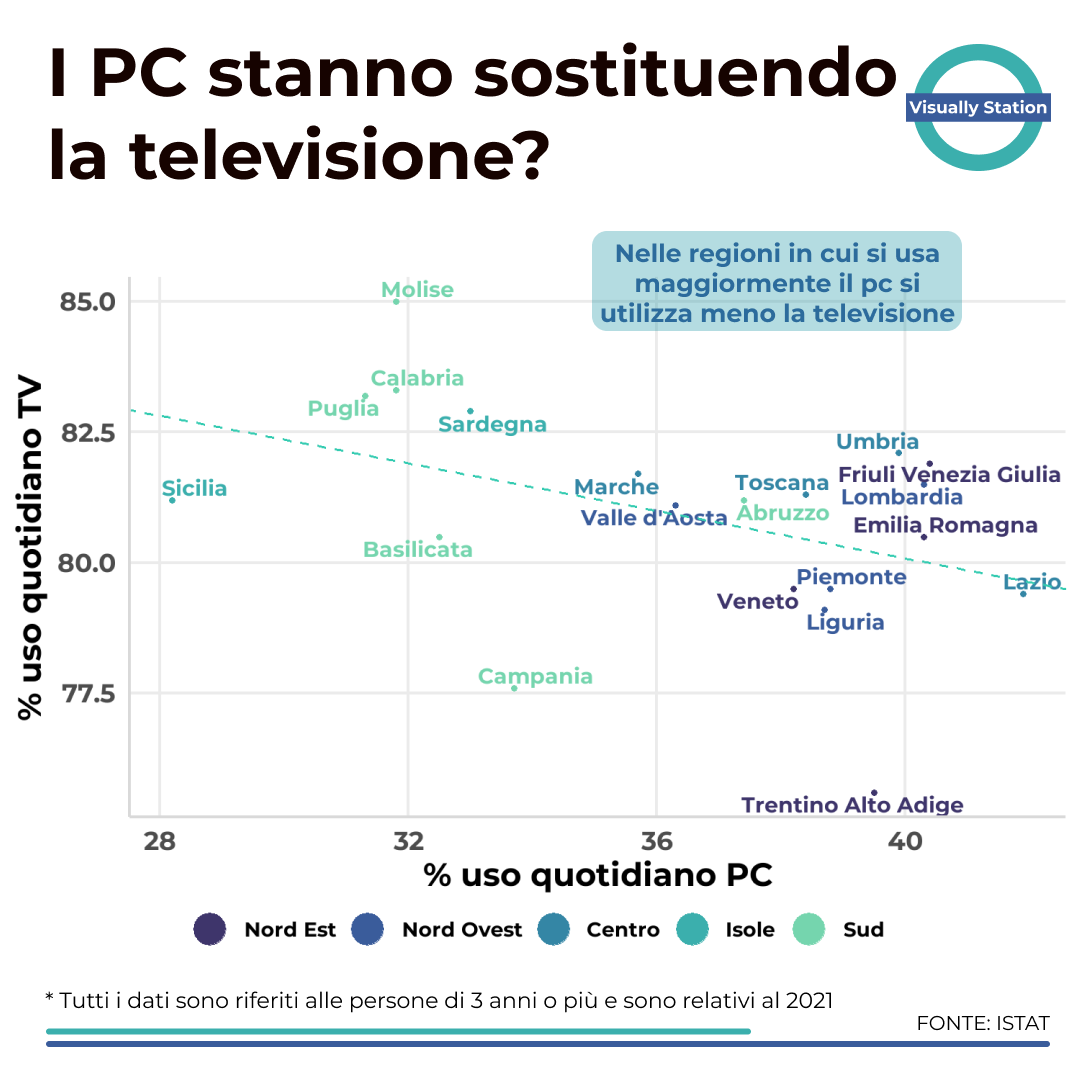 I PC stanno sostituendo
la televisione?
Visually Station
Nelle regioni in cui si usa
maggiormente il pc si
utilizza meno la televisione
% uso quotidiano TV
85.0
82.5
80.0
77.5
Molise
Calabria
Puglia
Sardegna
Umbria
Friuli Venezia Giulia
Sicilia
Marche
Toscana
Lombardia
Valle d'Aosta
Abruzzo
Emilia Romagna
Basilicata
Piemonte
Lazio
Veneto
Liguria
Campania
Trentino Alto Adige
28
32
36
40
% uso quotidiano PC
Nord Est
Nord Ovest
Centro
Isole
Sud
* Tutti i dati sono riferiti alle persone di 3 anni o più e sono relativi al 2021
FONTE: ISTAT